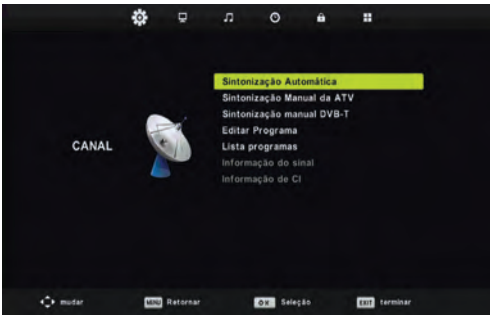 Sintonização Automática
Sintonização Manual da ATV
Sintonização manual DVB-T
Editar Programa
CANAL
Lista programas
Informação do sinal
Informação de CI
mudar
MENU Retornar
OK Seleção
EXIT terminar